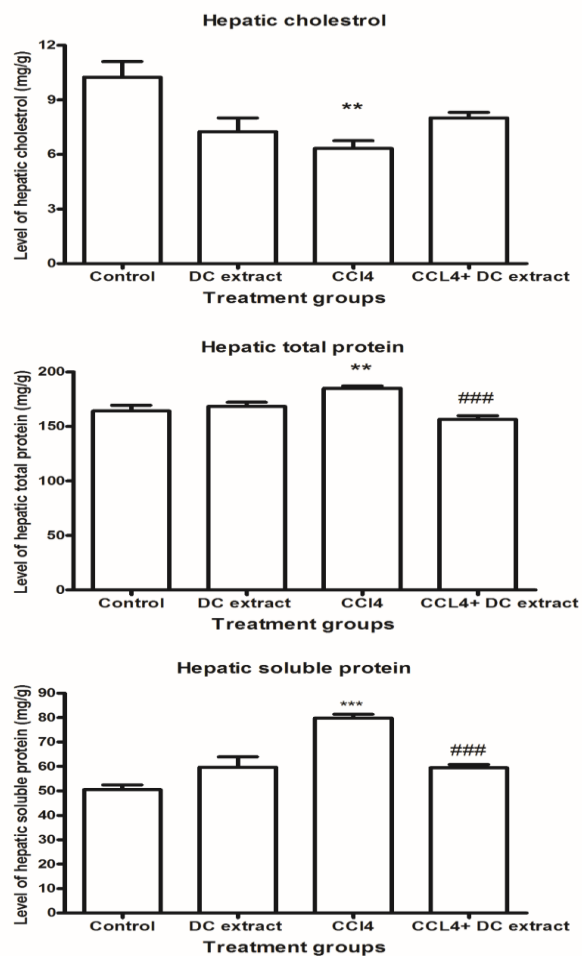 Hepatic cholestrol
Level of hepatic cholestrol (mg/g)
12
9
6
3
0
**
Control DC extract CCl4 CCL4+ DC extract
Treatment groups
Hepatic total protein
Level of hepatic total protein (mg/g)
200
150
100
50
0
**
###
Control DC extract CCl4 CCL4+ DC extract
Treatment groups
Hepatic soluble protein
Level of hepatic soluble protein (mg/g)
90
80
70
60
50
40
30
20
10
0
***
###
Control DC extract CCl4 CCL4+ DC extract
Treatment groups